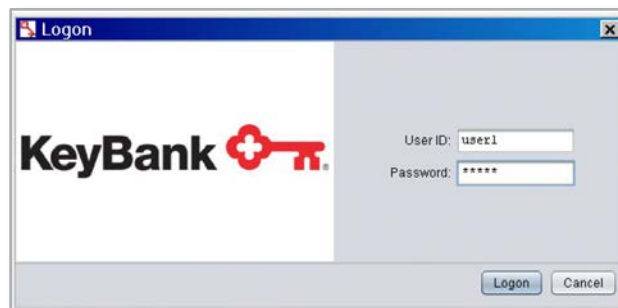 Logon
KeyBank
User ID: user1
Password: *****
Logon Cancel